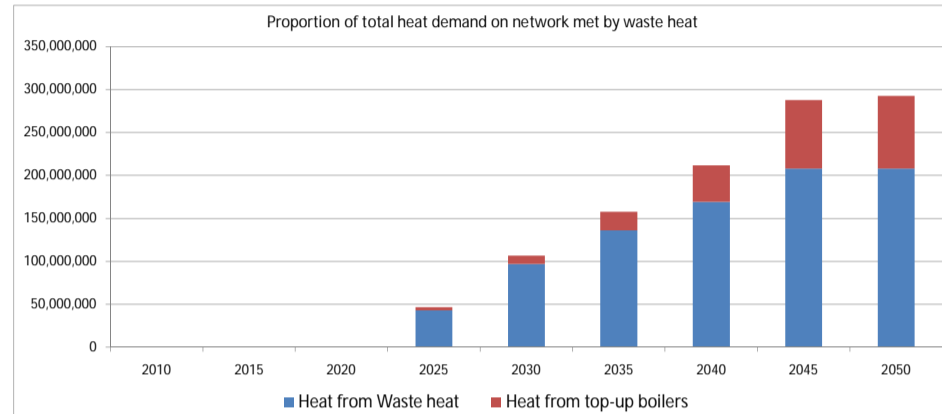 Proportion of total heat demand on network met by waste heat
350,000,000
300,000,000
250,000,000
200,000,000
150,000,000
100,000,000
50,000,000
0
2010 2015 2020 2025 2030 2035 2040 2045 2050
Heat from Waste heat Heat from top-up boilers